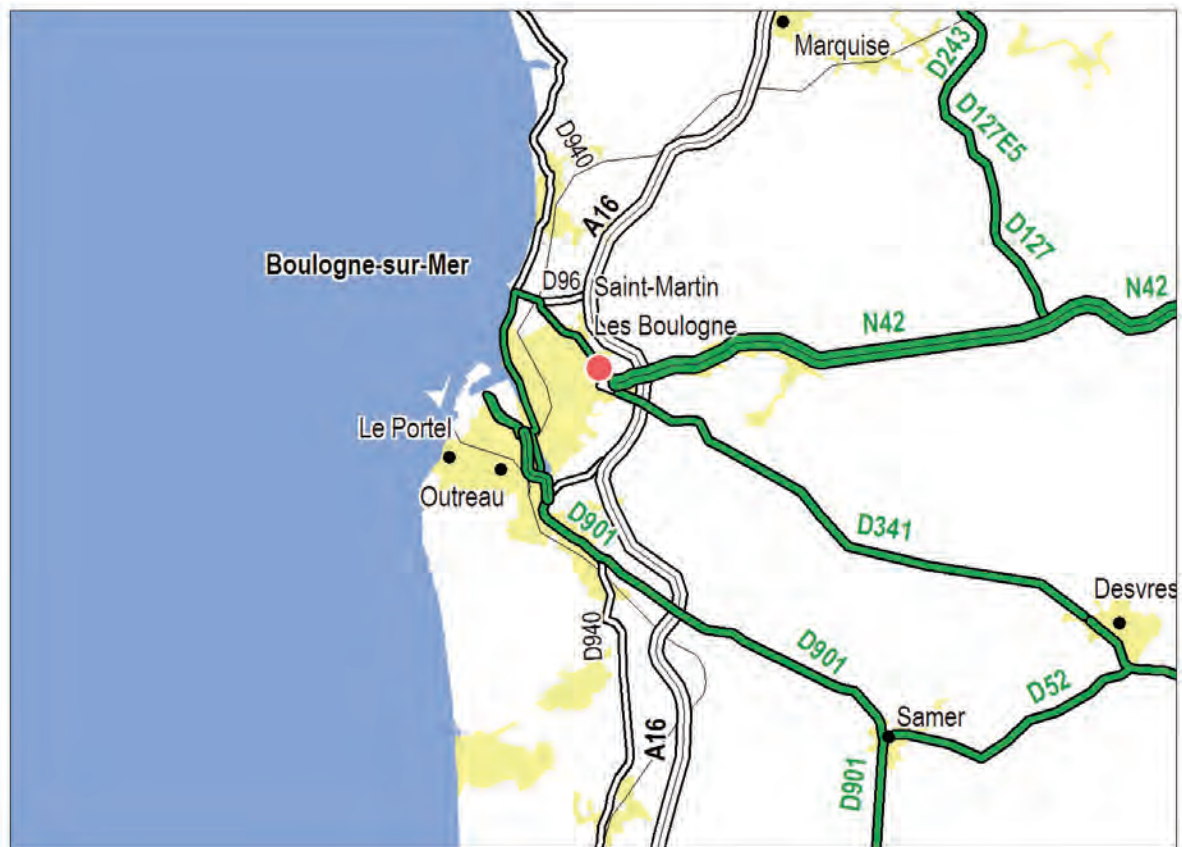 Marquise
D243
D127E5
D940
A16
D127
Boulogne-sur-Mer
D96
Saint-Martin
Les Boulogne
N42
N42
Le Portel
Outreau
D901
D341
Desvres
D940
D901
D52
A16
Samer
D901